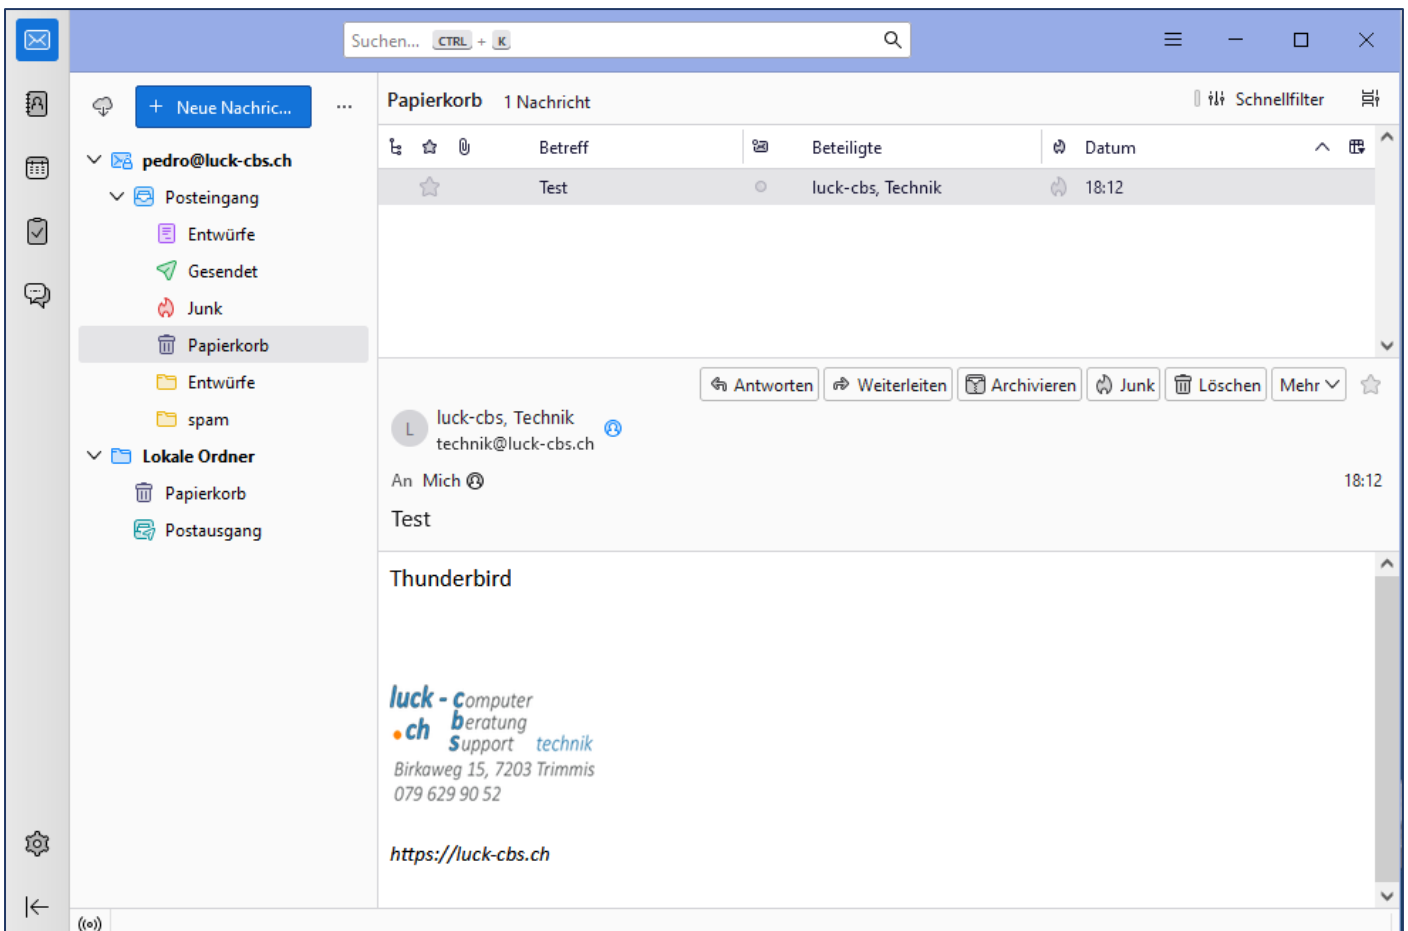 Suchen... CTRL + K
+ Neue Nachric... ...
pedro@luck-cbs.ch
Posteingang
Entwürfe
Gesendet
Junk
Papierkorb
Entwürfe
spam
Lokale Ordner
Papierkorb
Postausgang
Papierkorb 1 Nachricht Schnellfilter
Betreff Beteiligte Datum
Test luck-cbs, Technik 18:12
Antworten Weiterleiten Archivieren Junk Löschen Mehr
L
luck-cbs, Technik
technik@luck-cbs.ch
An Mich 18:12
Test
Thunderbird
luck - computer
.ch beratung
support technik
Birkaweg 15, 7203 Trimmis
079 629 90 52
https://luck-cbs.ch